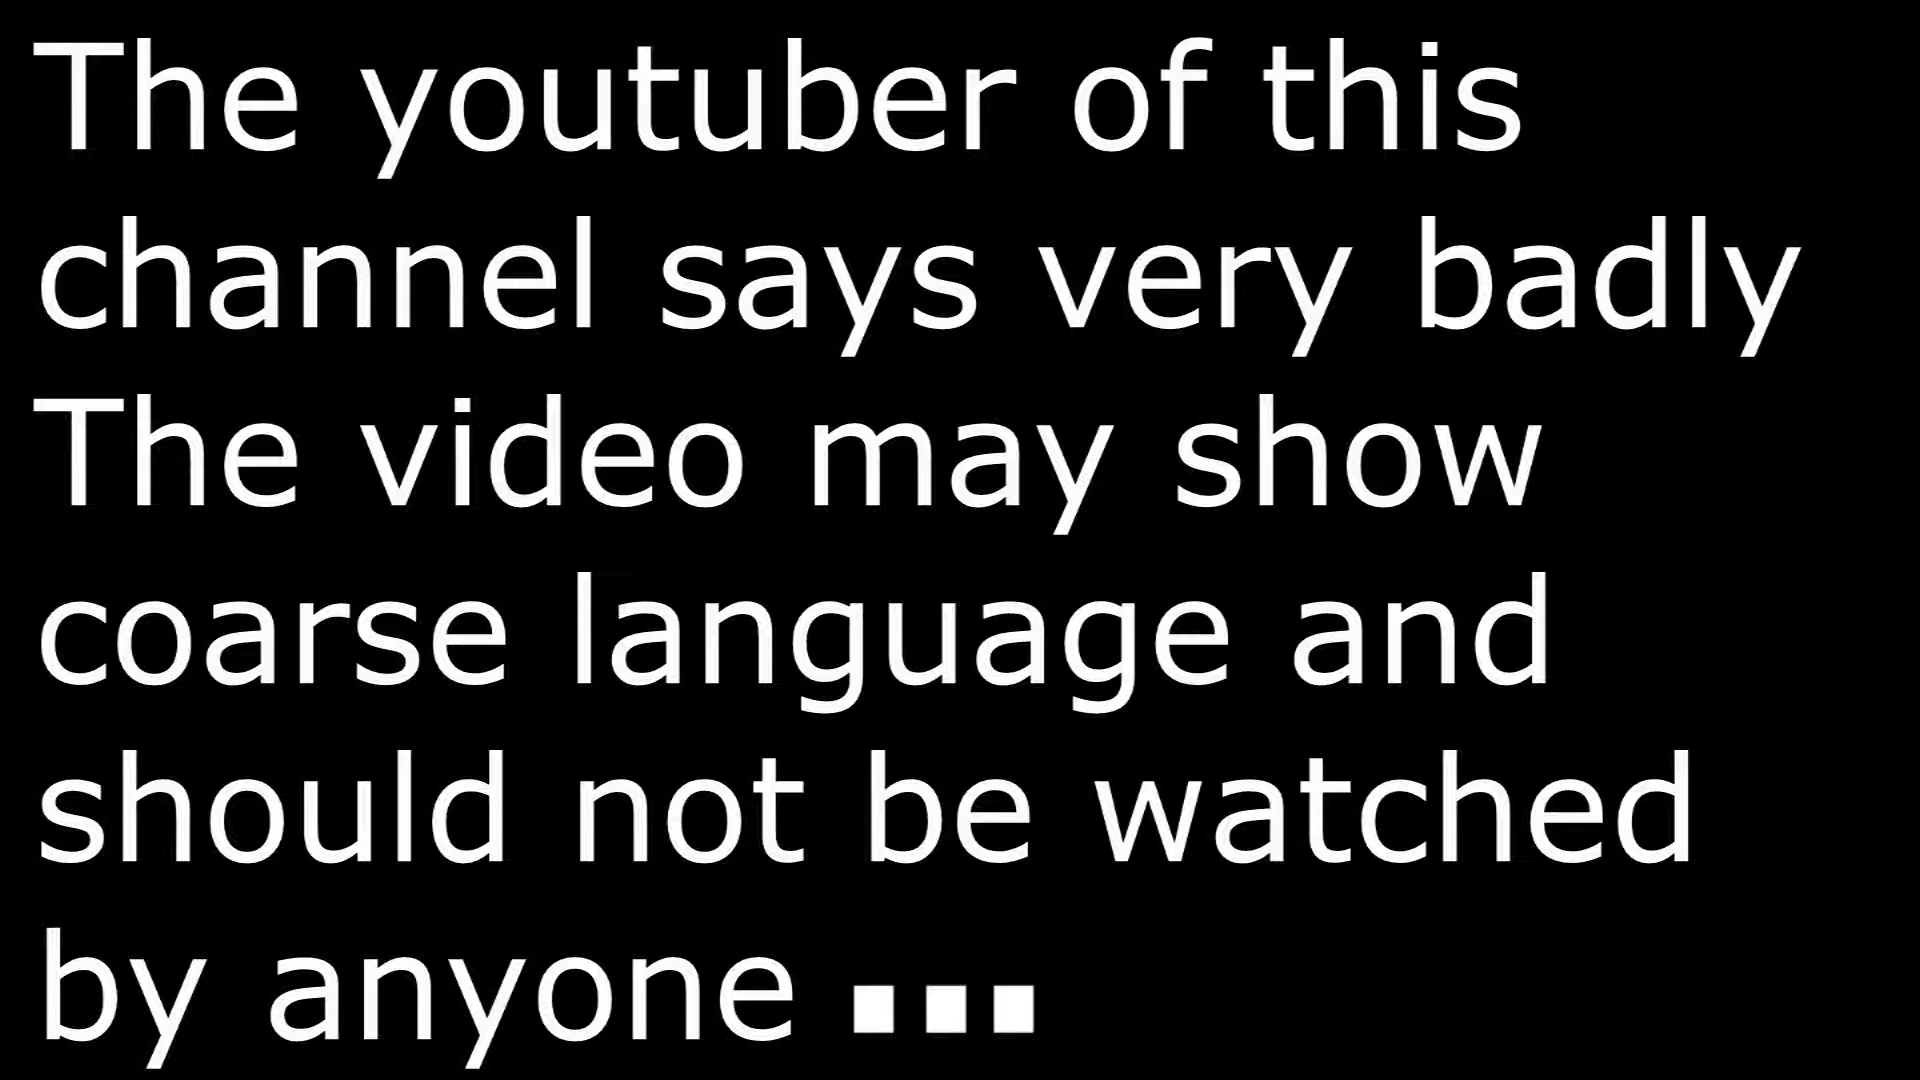 The youtuber of this
channel says very badly
The video may show
coarse language and
should not be watched
by anyone ...